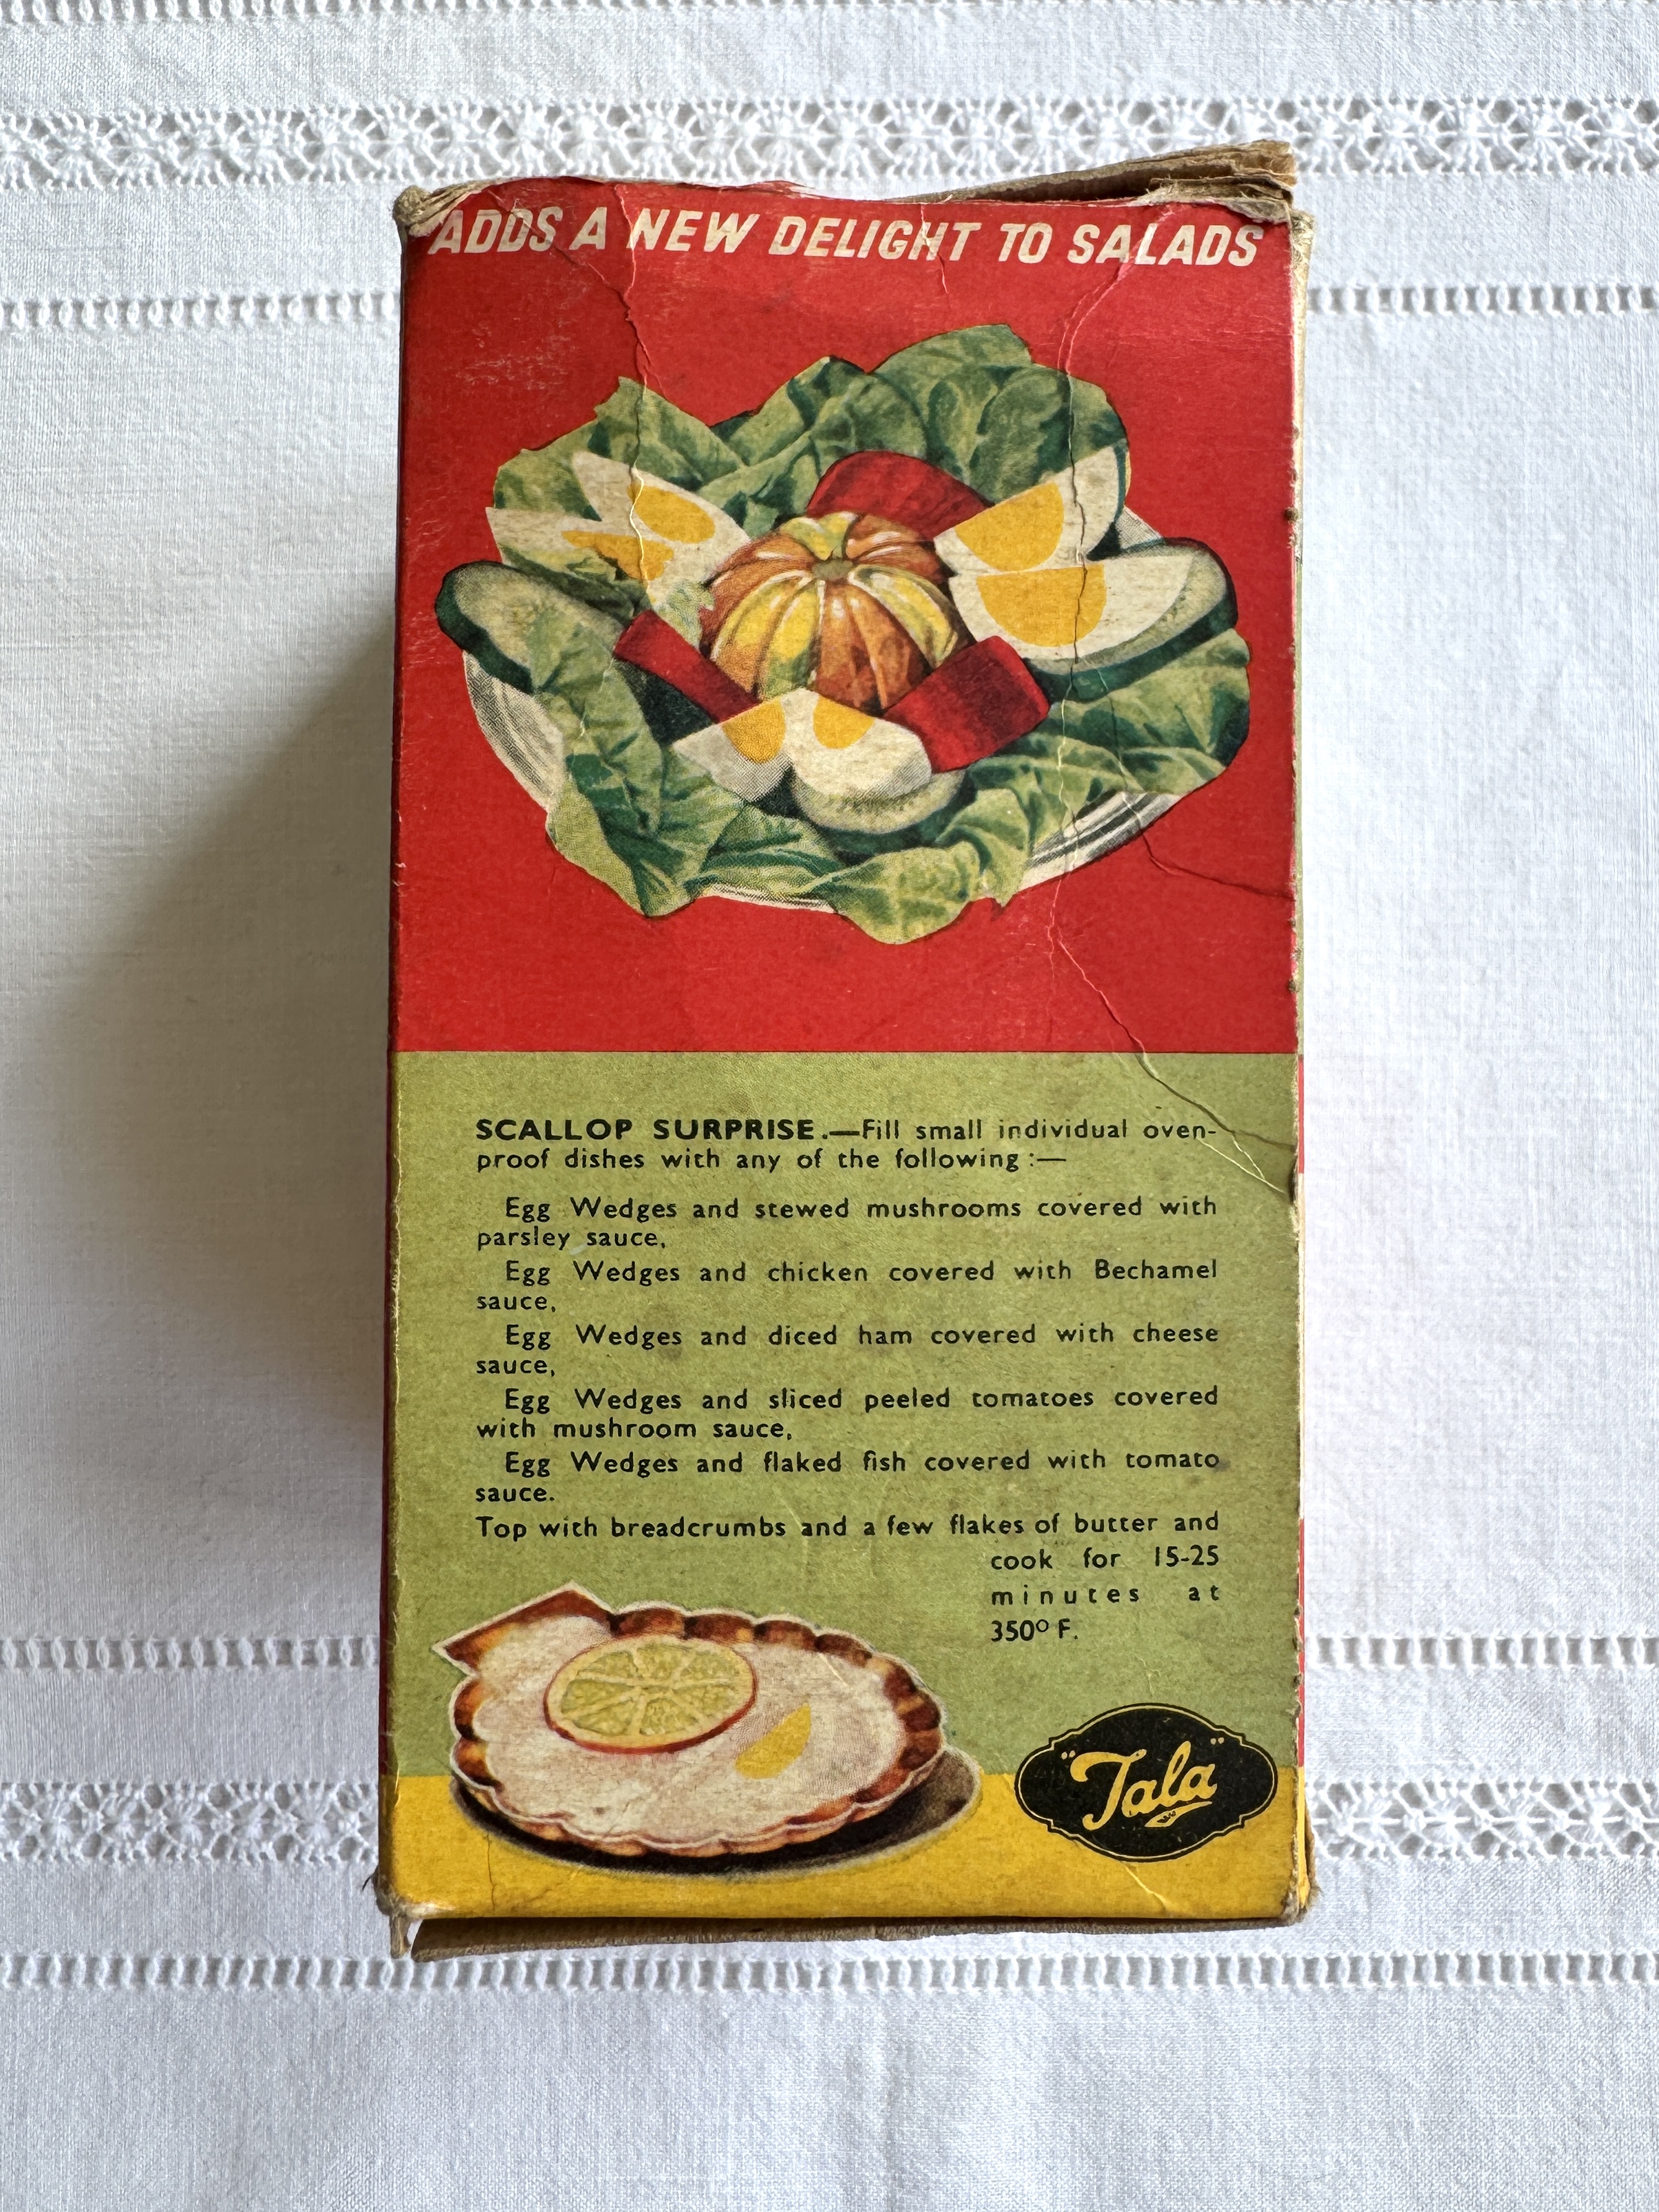 ADDS A NEW DELIGHT TO SALADS
SCALLOP SURPRISE.—Fill small individual oven-
proof dishes with any of the following :—
Egg Wedges and stewed mushrooms covered with
parsley sauce,
Egg Wedges and chicken covered with Bechamel
sauce,
Egg Wedges and diced ham covered with cheese
sauce,
Egg Wedges and sliced peeled tomatoes covered
with mushroom sauce,
Egg Wedges and flaked fish covered with tomato
sauce.
Top with breadcrumbs and a few flakes of butter and
cook for 15-25
minutes at
350º F.
"Tala"